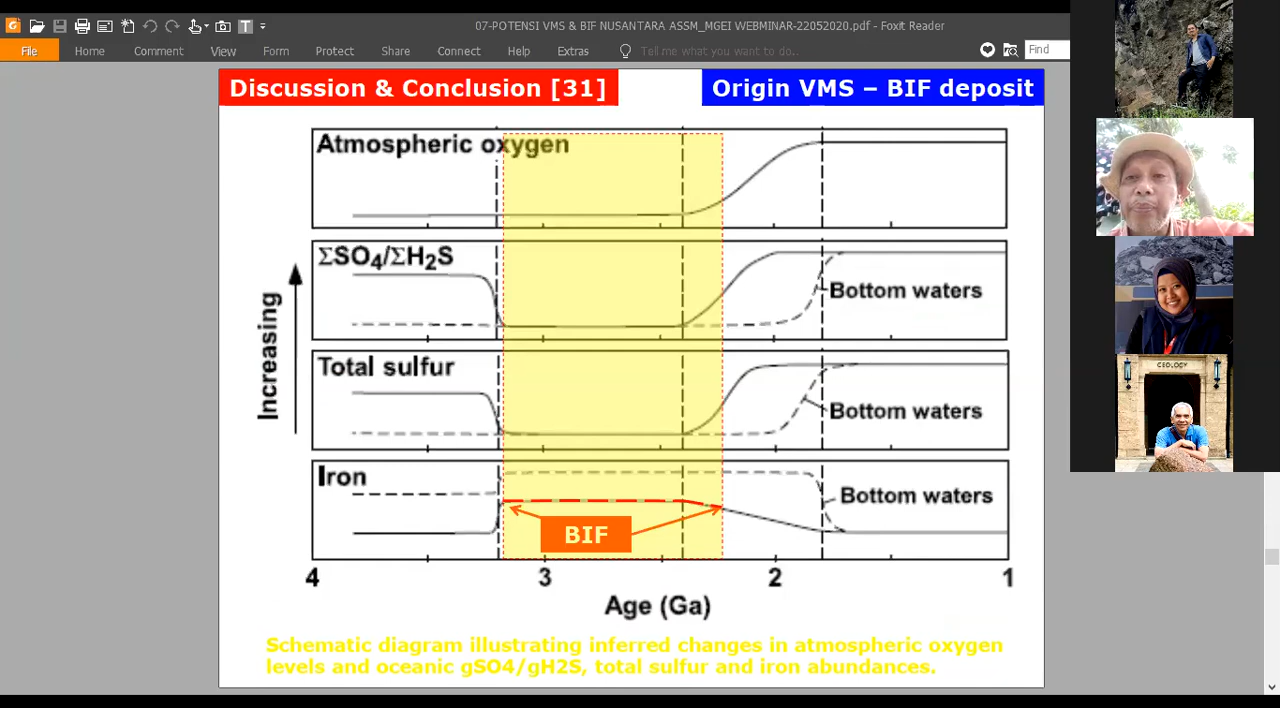 07-POTENSI VMS & BIF NUSANTARA ASSM_MGEI WEBMINAR-22052020.pdf - Foxit Reader
File Home Comment View Form Protect Share Connect Help Extras Tell me what you want to do.. Find
Discussion & Conclusion [31]
Origin VMS – BIF deposit
Atmospheric oxygen
ΣSO4/ΣH2S
Bottom waters
Total sulfur
Bottom waters
Iron
Bottom waters
BIF
Increasing
4 3 2 1
Age (Ga)
Schematic diagram illustrating inferred changes in atmospheric oxygen
levels and oceanic gSO4/gH2S, total sulfur and iron abundances.
GEOLOGY